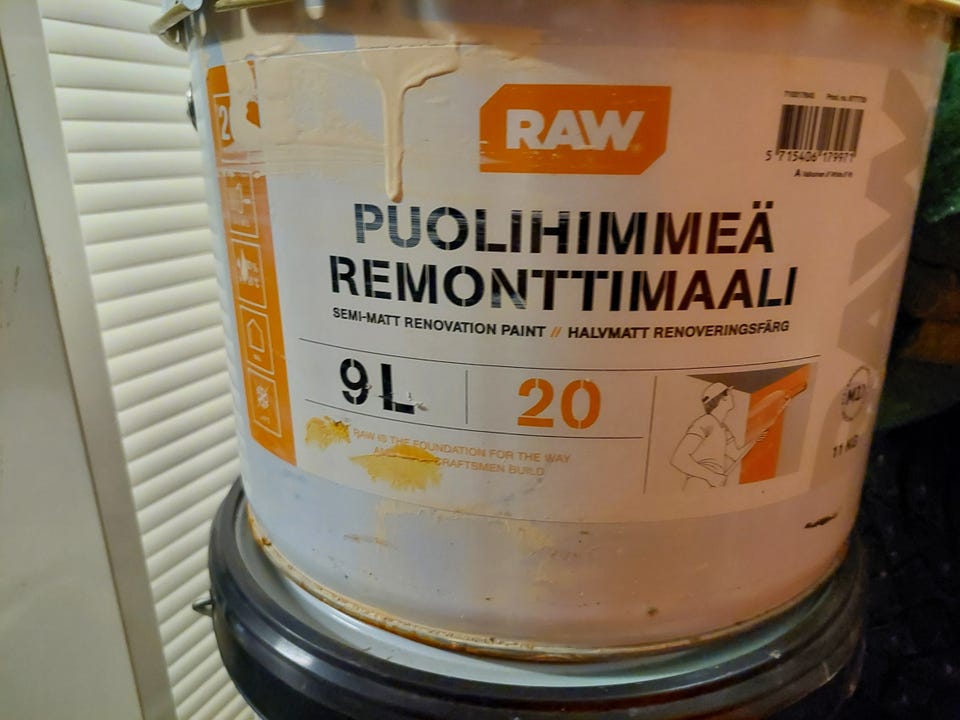 2
RAW
5 715406 179971
PUOLIHIMMEÄ
REMONTTIMAALI
SEMI-MATT RENOVATION PAINT // HALVMATT RENOVERINGSFÄRG
9 L
20
RAW IS THE FOUNDATION FOR THE WAY
CRAFTSMEN BUILD
M1
11 KG